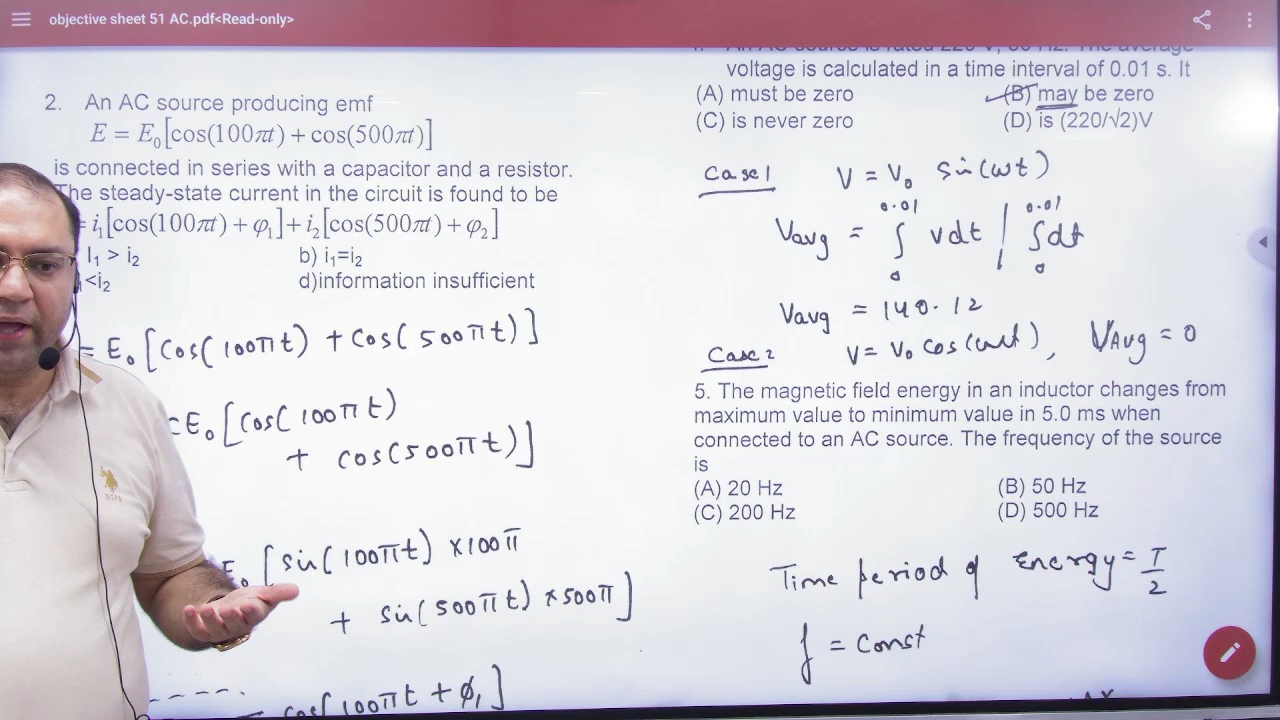 objective sheet 51 AC.pdf<Read-only>
2. An AC source producing emf
E = E₀[cos(100πt) + cos(500πt)]
is connected in series with a capacitor and a resistor.
The steady-state current in the circuit is found to be
= i₁[cos(100πt) + φ₁] + i₂[cos(500πt) + φ₂]
I₁ > i₂ b) i₁=i₂
<i₂ d)information insufficient
= E₀ [cos(100πt) + cos(500πt)]
= E₀ [cos(100πt)
+ cos(500πt)]
E₀ [sin(100πt) ×100π
+ sin(500πt) ×500π]
cos[100πt + φ₁]
voltage is calculated in a time interval of 0.01 s. It
(A) must be zero (B) may be zero
(C) is never zero (D) is (220/√2)V
Case 1 V = V₀ sin(ωt)
Vavg = ∫₀^0.01 vdt / ∫₀^0.01 dt
Vavg = 140.12
Case 2 V = V₀ cos(ωt), VAvg = 0
5. The magnetic field energy in an inductor changes from
maximum value to minimum value in 5.0 ms when
connected to an AC source. The frequency of the source
is
(A) 20 Hz (B) 50 Hz
(C) 200 Hz (D) 500 Hz
Time period of energy = T/2
f = const